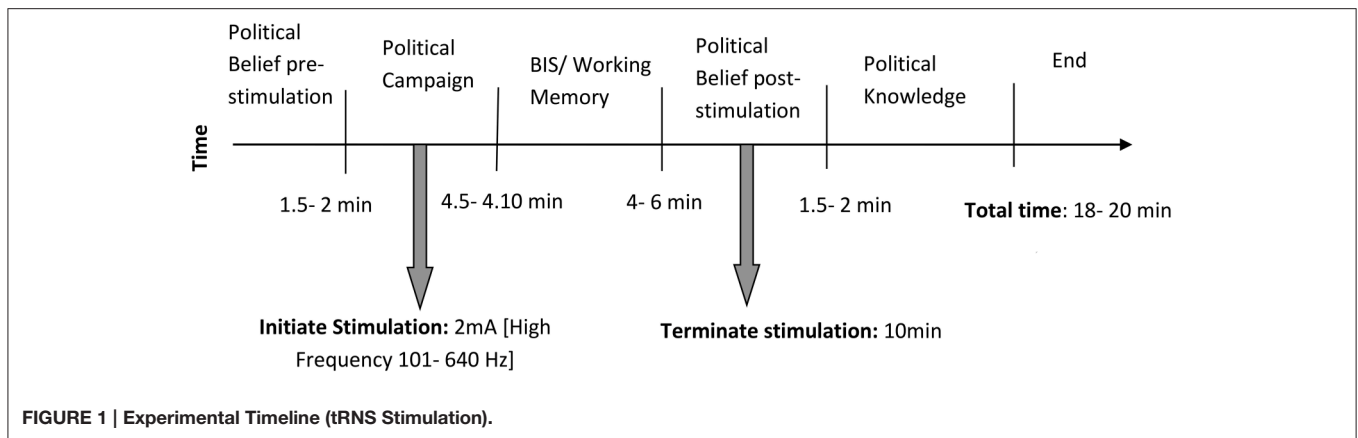 Political
Belief pre-
stimulation
Political
Campaign
BIS/ Working
Memory
Political
Belief post-
stimulation
Political
Knowledge
End
Time
1.5- 2 min
4.5- 4.10 min
4- 6 min
1.5- 2 min
Total time: 18- 20 min
Initiate Stimulation: 2mA [High
Frequency 101- 640 Hz]
Terminate stimulation: 10min
FIGURE 1 | Experimental Timeline (tRNS Stimulation).